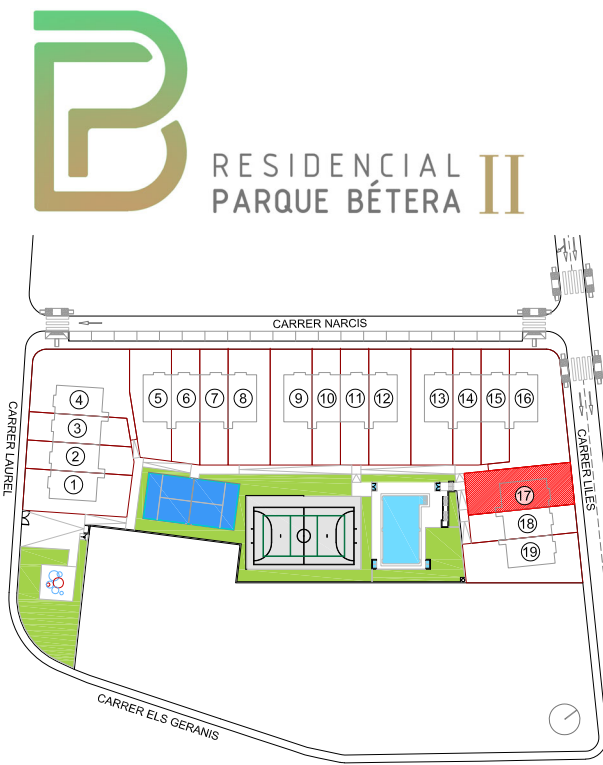 RESIDENCIAL
PARQUE BÉTERA II
CARRER NARCIS
CARRER LAUREL
CARRER LILES
4
3
2
1
5 6 7 8
9 10 11 12
13 14 15 16
17
18
19
CARRER ELS GERANIS